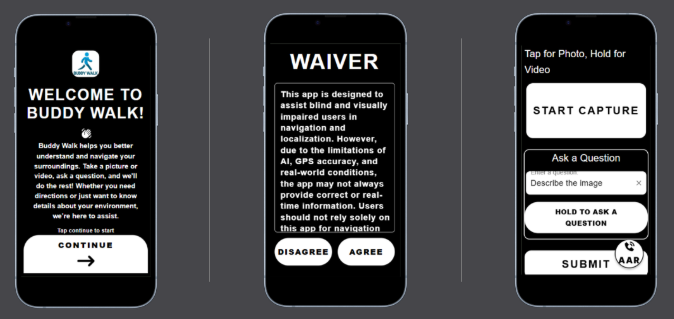 BUDDY WALK
WELCOME TO
BUDDY WALK!
Buddy Walk helps you better
understand and navigate your
surroundings. Take a picture or
video, ask a question, and we'll
do the rest! Whether you need
directions or just want to know
details about your environment,
we're here to assist.
Tap continue to start
CONTINUE
WAIVER
This app is designed to
assist blind and visually
impaired users in
navigation and
localization. However,
due to the limitations of
AI, GPS accuracy, and
real-world conditions,
the app may not always
provide correct or real-
time information. Users
should not rely solely on
this app for navigation
DISAGREE
AGREE
Tap for Photo, Hold for
Video
START CAPTURE
Ask a Question
Enter a question
Describe the Image
HOLD TO ASK A
QUESTION
SUBMIT
AAR